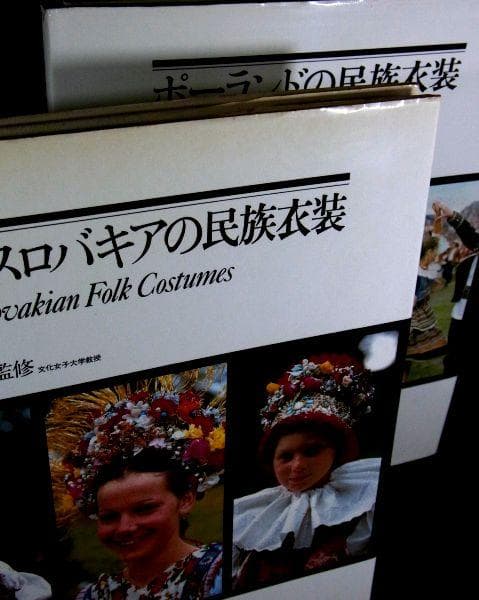 ポーランドの民族衣装
スロバキアの民族衣装
ovakian Folk Costumes
監修 文化女子大学教授